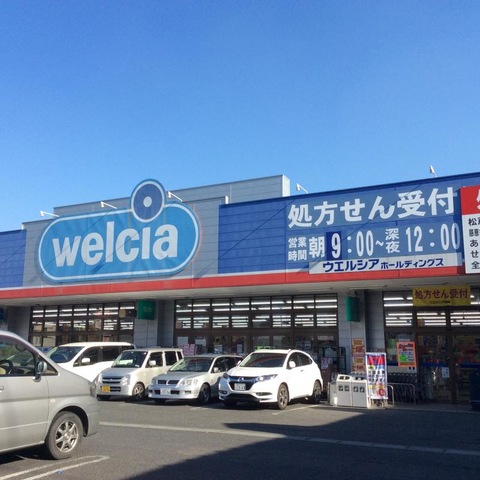 welcia
処方せん受付
営業時間 朝9:00〜深夜12:00
ウエルシアホールディングス
処方せん受付